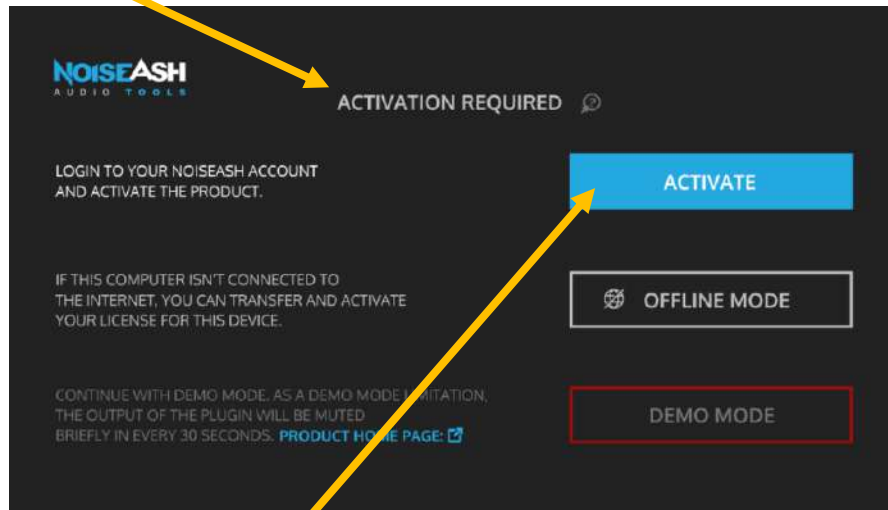 NOISEASH
AUDIO TOOLS
ACTIVATION REQUIRED
LOGIN TO YOUR NOISEASH ACCOUNT
AND ACTIVATE THE PRODUCT.
ACTIVATE
IF THIS COMPUTER ISN'T CONNECTED TO
THE INTERNET, YOU CAN TRANSFER AND ACTIVATE
YOUR LICENSE FOR THIS DEVICE.
OFFLINE MODE
CONTINUE WITH DEMO MODE. AS A DEMO MODE LIMITATION,
THE OUTPUT OF THE PLUGIN WILL BE MUTED
BRIEFLY IN EVERY 30 SECONDS. PRODUCT HOME PAGE:
DEMO MODE